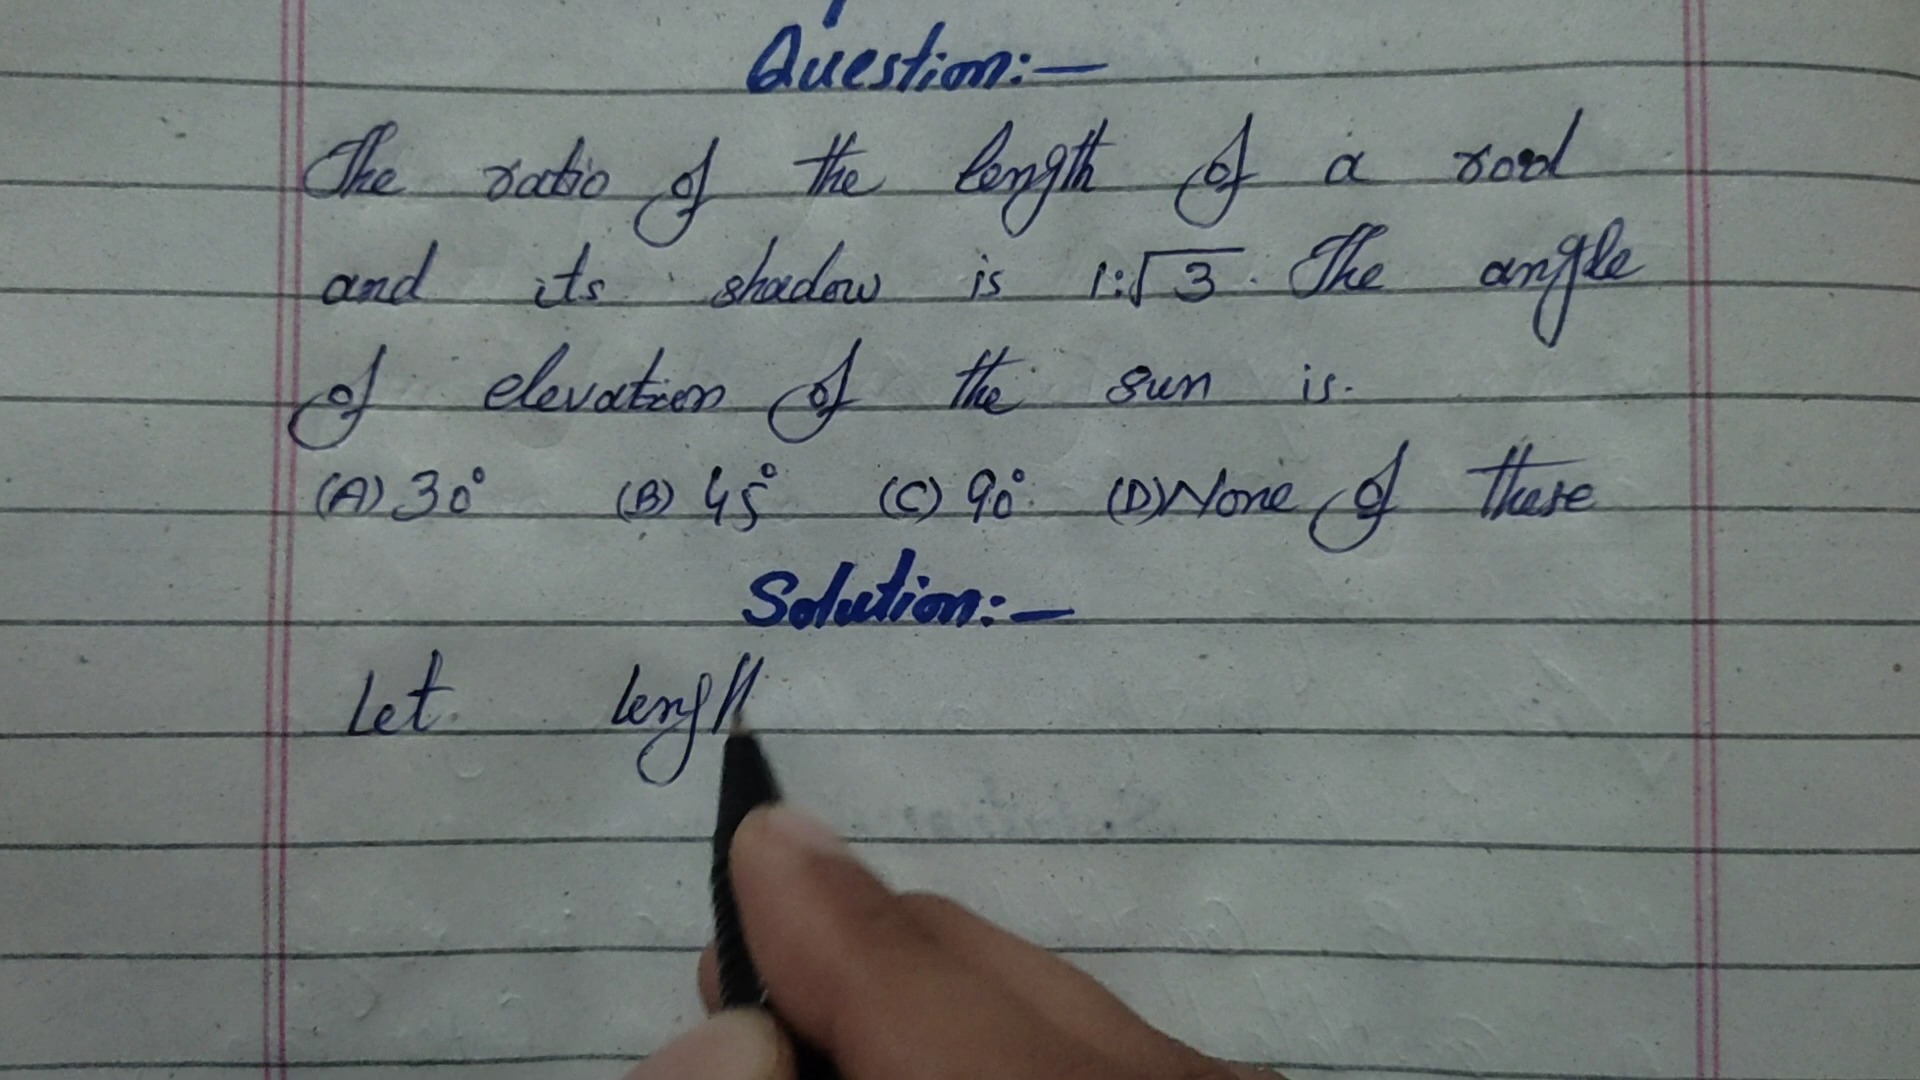 Question:-
The ratio of the length of a rood
and its shadow is 1:√3. The angle
of elevation of the sun is.
(A) 30° (B) 45° (C) 90° (D) None of these
Solution:-
Let length